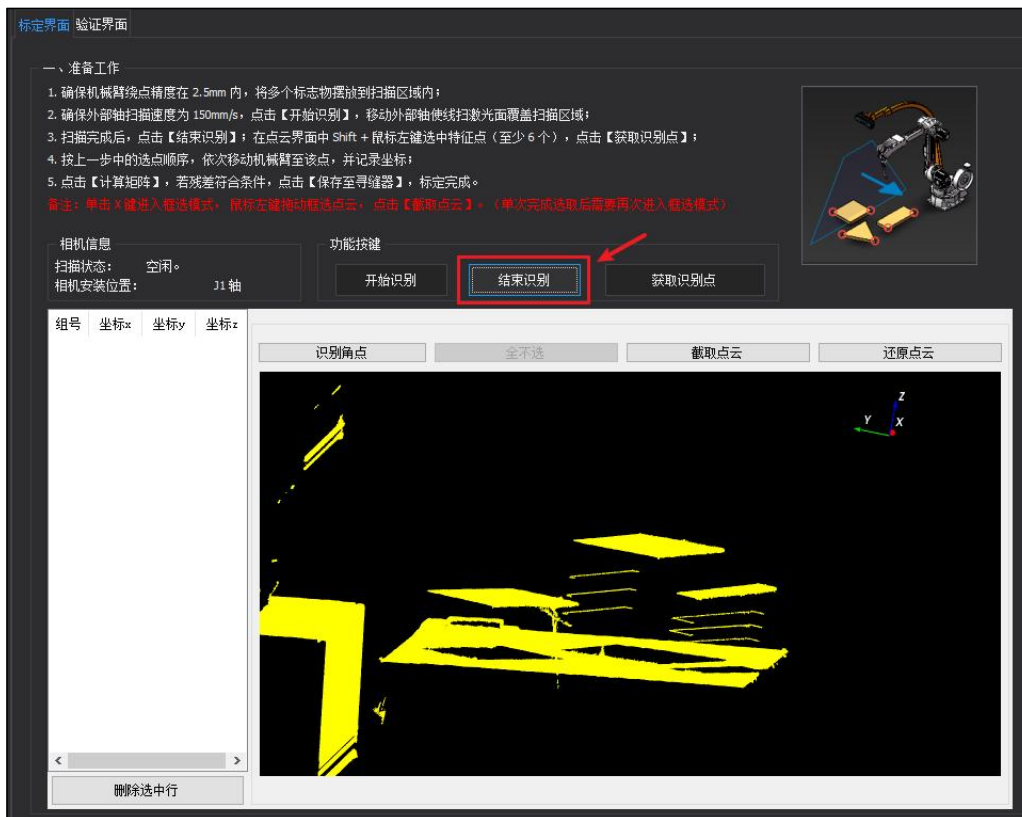 标定界面 验证界面
一、准备工作
1. 确保机械臂绕点精度在 2.5mm 内，将多个标志物摆放到扫描区域内；
2. 确保外部轴扫描速度为 150mm/s，点击【开始识别】，移动外部轴使线扫激光面覆盖扫描区域；
3. 扫描完成后，点击【结束识别】；在点云界面中 Shift + 鼠标左键选中特征点（至少 6 个），点击【获取识别点】；
4. 按上一步中的选点顺序，依次移动机械臂至该点，并记录坐标；
5. 点击【计算矩阵】，若残差符合条件，点击【保存至寻缝器】，标定完成。
备注：单击 X 键进入框选模式，鼠标左键拖动框选点云，点击【截取点云】。（单次完成选取后需要再次进入框选模式）
相机信息
扫描状态： 空闲。
相机安装位置： J1 轴
功能按键
开始识别 结束识别 获取识别点
组号 坐标x 坐标y 坐标z
识别角点 全不选 截取点云 还原点云
Z
Y X
删除选中行